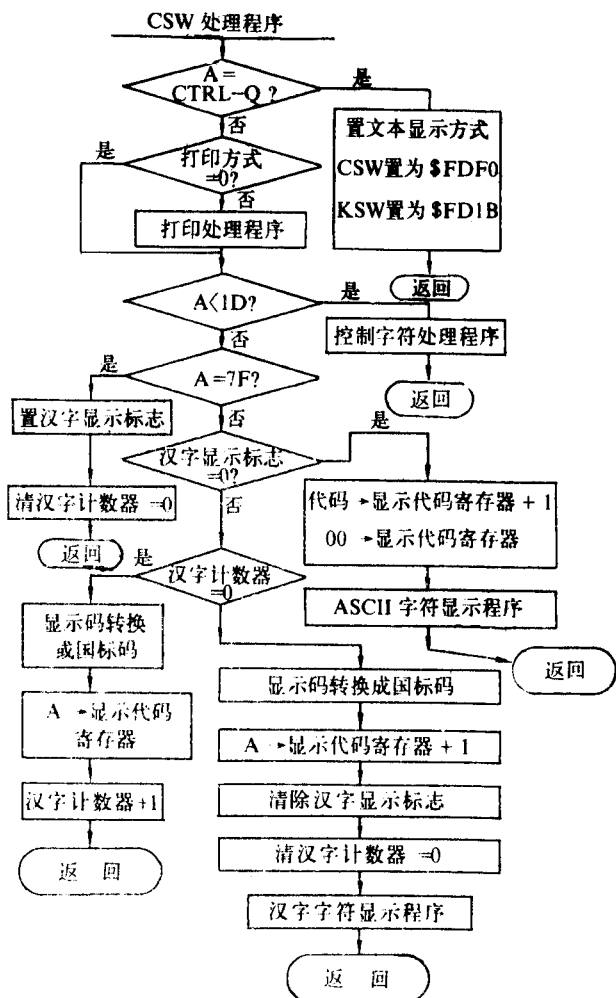 CSW 处理程序
A =
CTRL-Q ?
是
否
置文本显示方式
CSW置为 $FDF0
KSW置为 $FD1B
返回
是
打印方式
=0?
否
打印处理程序
A<1D?
是
控制字符处理程序
返回
否
是
A =7F?
置汉字显示标志
否
清汉字计数器 =0
返回
汉字显示标志
=0?
是
否
代码 → 显示代码寄存器 + 1
00 → 显示代码寄存器
ASCII 字符显示程序
返回
是
汉字计数器
=0
显示码转换
或国标码
A → 显示代码
寄存器
汉字计数器+1
返 回
显示码转换成国标码
A → 显示代码寄存器 + 1
清除汉字显示标志
清汉字计数器 =0
汉字字符显示程序
返 回